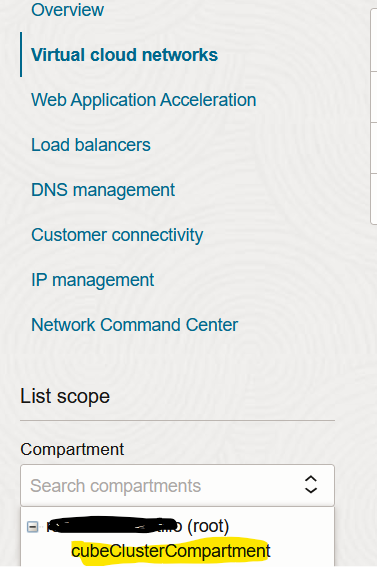 Overview
Virtual cloud networks
Web Application Acceleration
Load balancers
DNS management
Customer connectivity
IP management
Network Command Center
List scope
Compartment
Search compartments
(root)
cubeClusterCompartment